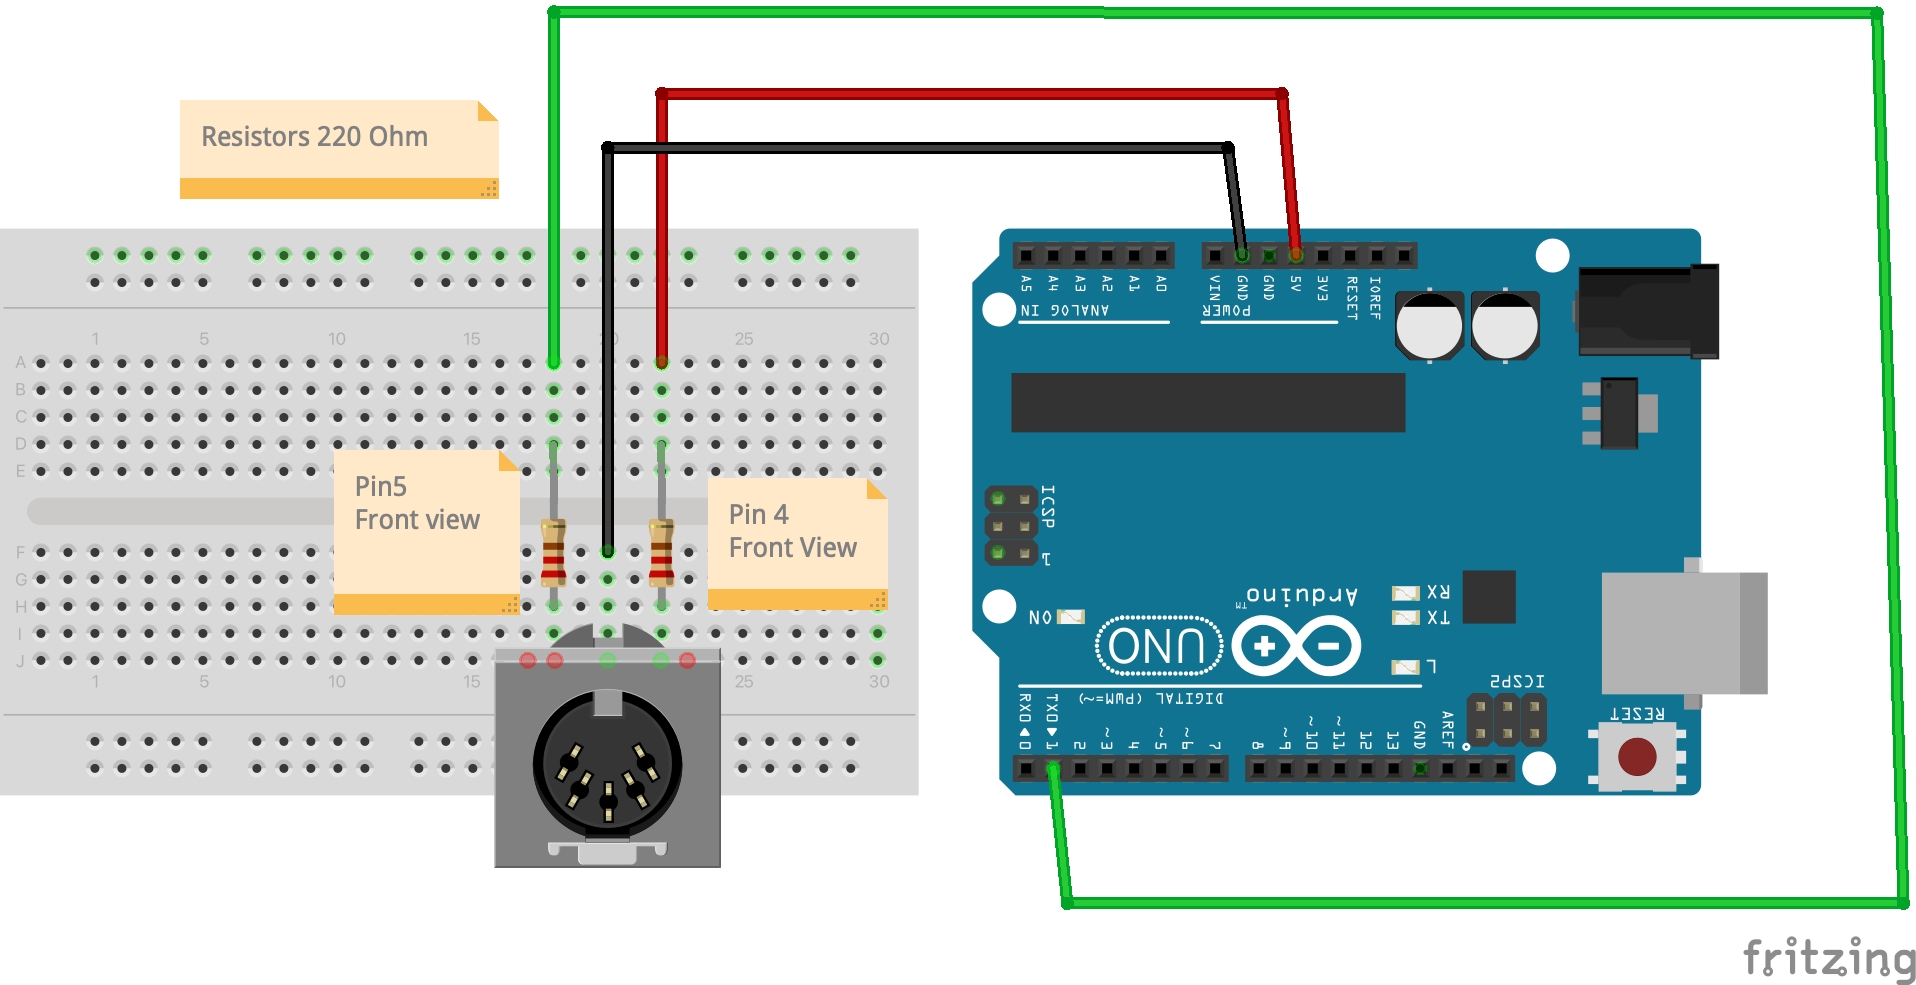 Resistors 220 Ohm
1 5 10 15 20 25 30
A
B
C
D
E
Pin5
Front view
Pin 4
Front View
F
G
H
I
J
1 5 10 15 25 30
A5 A4 A3 A2 A1 A0
VIN GND GND 5V 3V3 RESET IOREF
ANALOG IN
POWER
ICSP
1
Arduino™
RX
TX
ON
UNO
L
ICSP2
DIGITAL (PWM=~)
RX0 TX0
0 1 2 ~3 4 ~5 ~6 7 8 ~9 ~10 ~11 12 13 GND AREF
RESET
fritzing